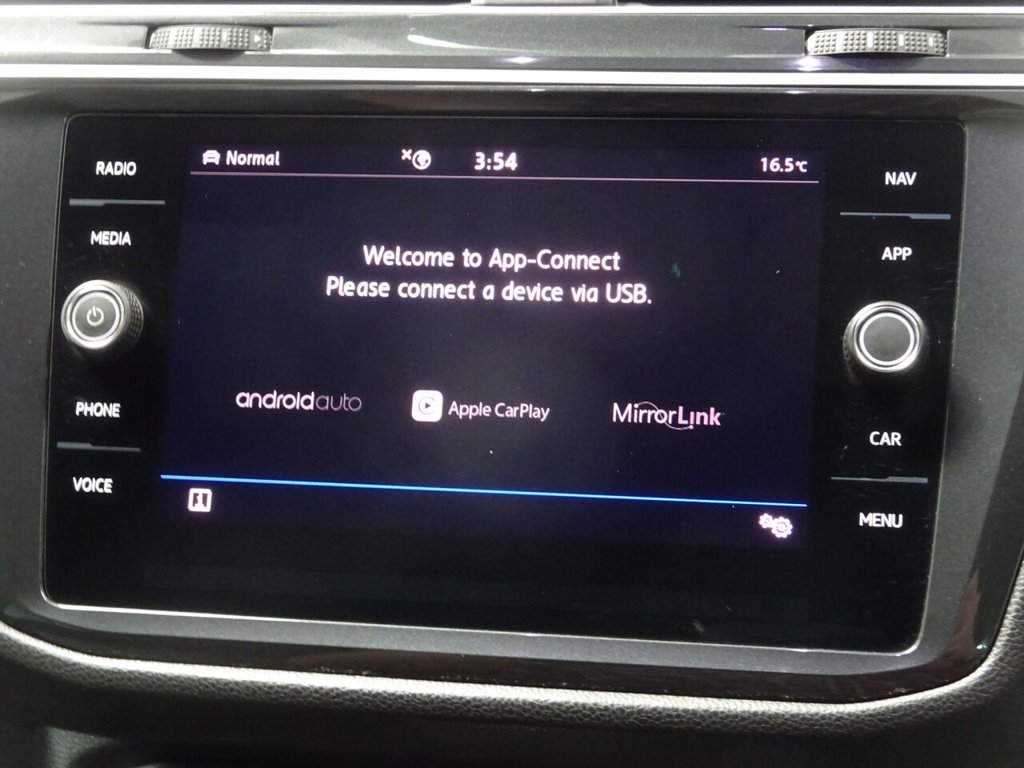 Normal 3:54 16.5°C
RADIO
NAV
MEDIA
APP
Welcome to App-Connect
Please connect a device via USB.
androidauto Apple CarPlay MirrorLink
PHONE
CAR
VOICE
MENU